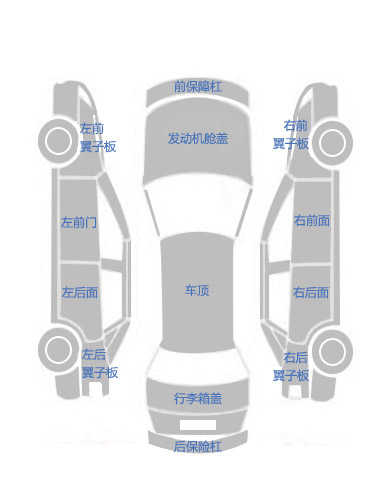 前保障杠
发动机舱盖
左前
翼子板
右前
翼子板
左前门
右前面
左后面
车顶
右后面
左后
翼子板
右后
翼子板
行李箱盖
后保险杠